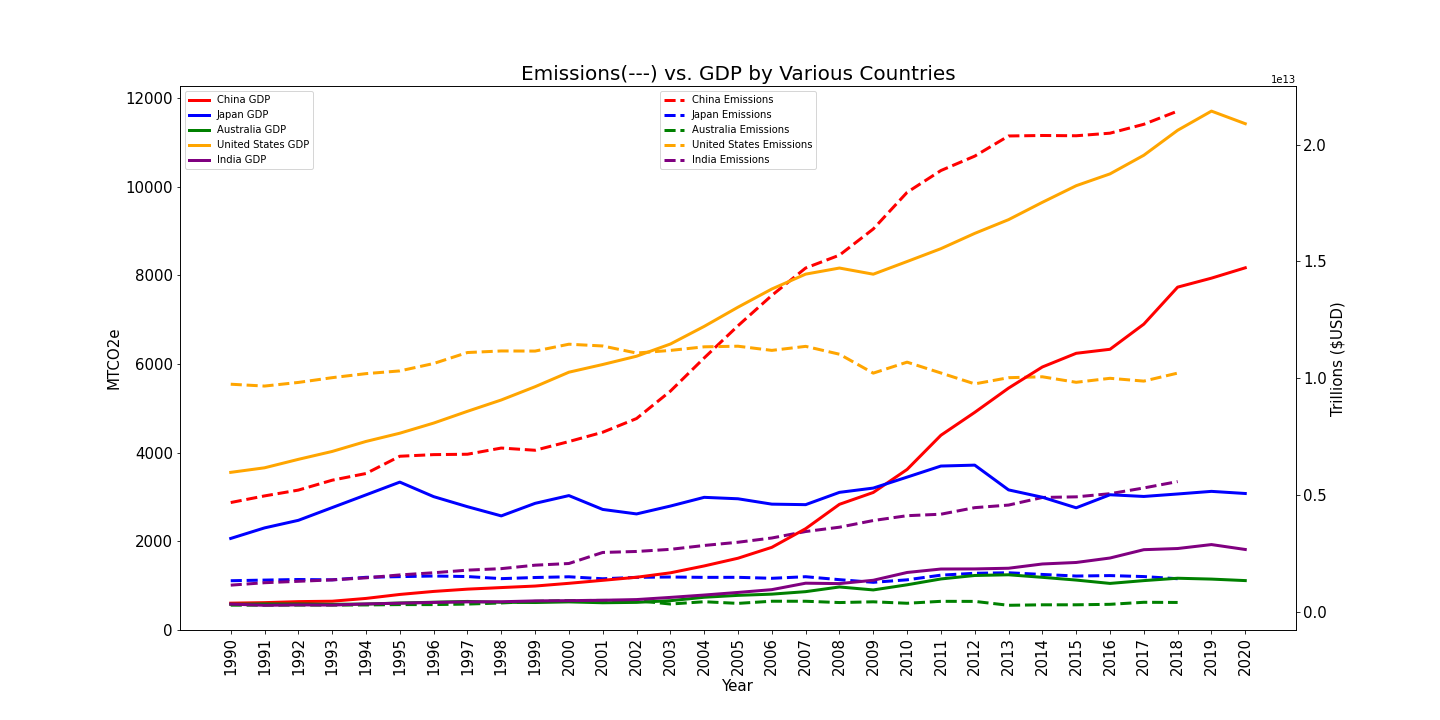 Emissions(---) vs. GDP by Various Countries
1e13
China GDP
Japan GDP
Australia GDP
United States GDP
India GDP
China Emissions
Japan Emissions
Australia Emissions
United States Emissions
India Emissions
12000
10000
8000
6000
4000
2000
0
MTCO2e
2.0
1.5
1.0
0.5
0.0
Trillions ($USD)
1990
1991
1992
1993
1994
1995
1996
1997
1998
1999
2000
2001
2002
2003
2004
2005
2006
2007
2008
2009
2010
2011
2012
2013
2014
2015
2016
2017
2018
2019
2020
Year